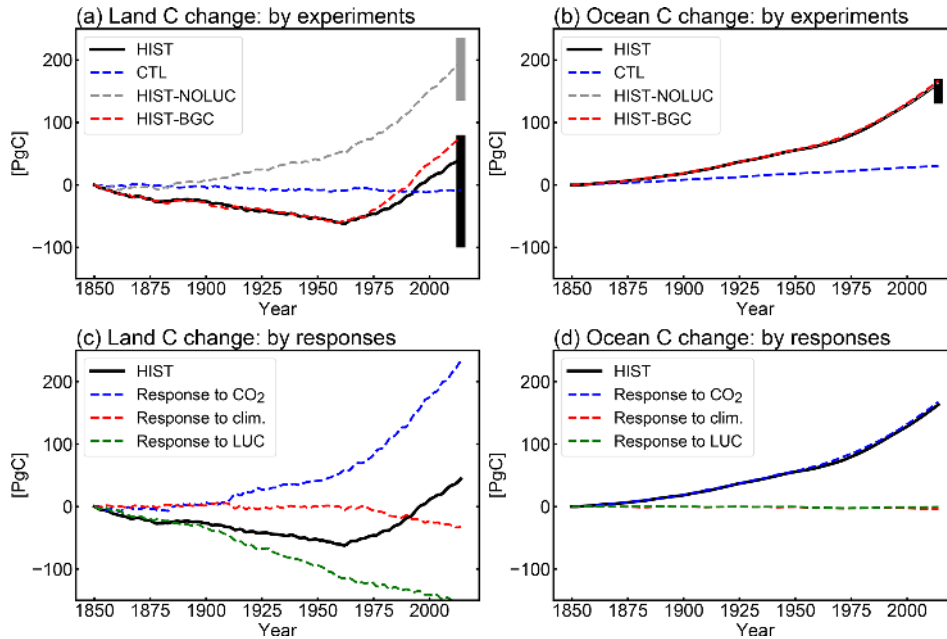 (a) Land C change: by experiments
HIST
CTL
HIST-NOLUC
HIST-BGC
[PgC]
200
100
0
−100
1850 1875 1900 1925 1950 1975 2000
Year
(b) Ocean C change: by experiments
HIST
CTL
HIST-NOLUC
HIST-BGC
[PgC]
200
100
0
−100
1850 1875 1900 1925 1950 1975 2000
Year
(c) Land C change: by responses
HIST
Response to CO₂
Response to clim.
Response to LUC
[PgC]
200
100
0
−100
1850 1875 1900 1925 1950 1975 2000
Year
(d) Ocean C change: by responses
HIST
Response to CO₂
Response to clim.
Response to LUC
[PgC]
200
100
0
−100
1850 1875 1900 1925 1950 1975 2000
Year